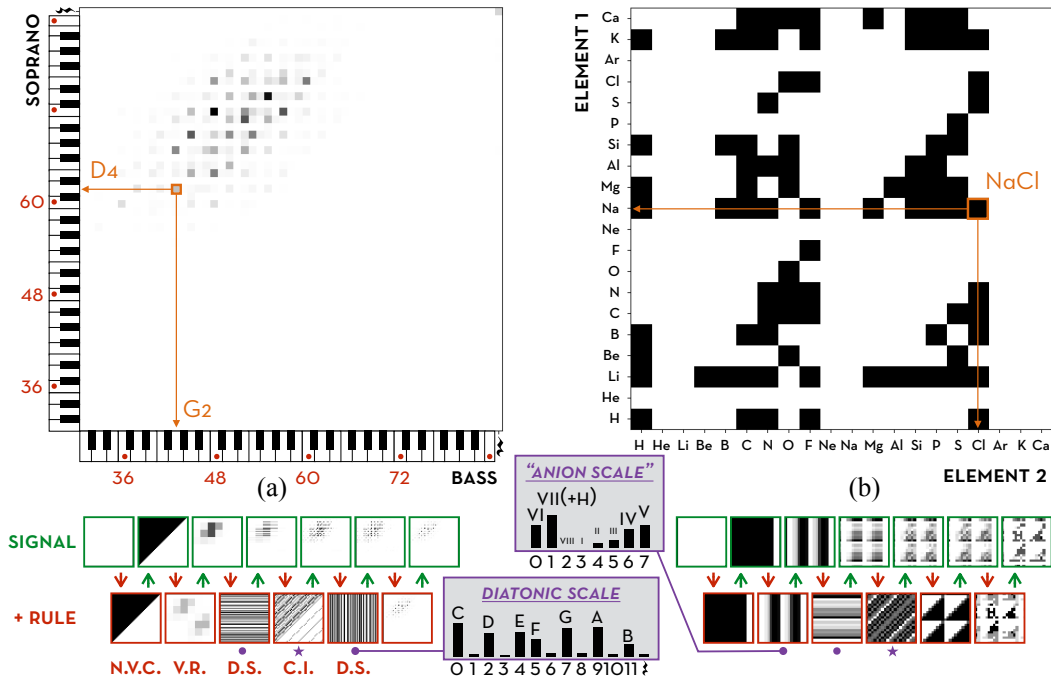 SOPRANO
60
48
36
D4
G2
36
48
60
72
BASS
(a)
ELEMENT 1
Ca
K
Ar
Cl
S
P
Si
Al
Mg
Na
Ne
F
O
N
C
B
Be
Li
He
H
NaCl
H He Li Be B C N O F Ne Na Mg Al Si P S Cl Ar K Ca
ELEMENT 2
(b)
"ANION SCALE"
VII(+H)
VI VIII I II III IV V
0 1 2 3 4 5 6 7
SIGNAL
+ RULE
N.V.C. V.R. D.S. C.I. D.S.
DIATONIC SCALE
C D E F G A B
0 1 2 3 4 5 6 7 8 9 10 11